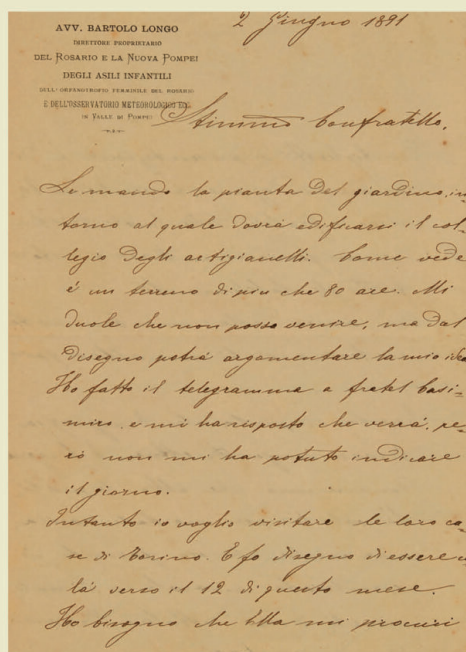 AVV. BARTOLO LONGO
DIRETTORE PROPRIETARIO
DEL ROSARIO E LA NUOVA POMPEI
DEGLI ASILI INFANTILI
DELL'ORFANOTROFIO FEMMINILE DEL ROSARIO
E DELL'OSSERVATORIO METEOROLOGICO ECC.
IN VALLE DI POMPEI
2 Giugno 1891
Stimmo Confratello,
Le mando la pianta del giardino, in-
torno al quale dovrà edificarsi il col-
legio degli artigianelli. Come vede
è un terreno di più che 80 are. Mi
duole che non posso venire, ma dal
disegno potrà argomentare la mia idea
Ho fatto il telegramma a fratel Casi-
miro, e mi ha risposto che verrà, pe-
rò non mi ha potuto indicare
il giorno.
Intanto io voglio visitare le loro ca-
se di Torino. E fo disegno di essere
là verso il 12 di questo mese.
Ho bisogno che Ella mi procuri